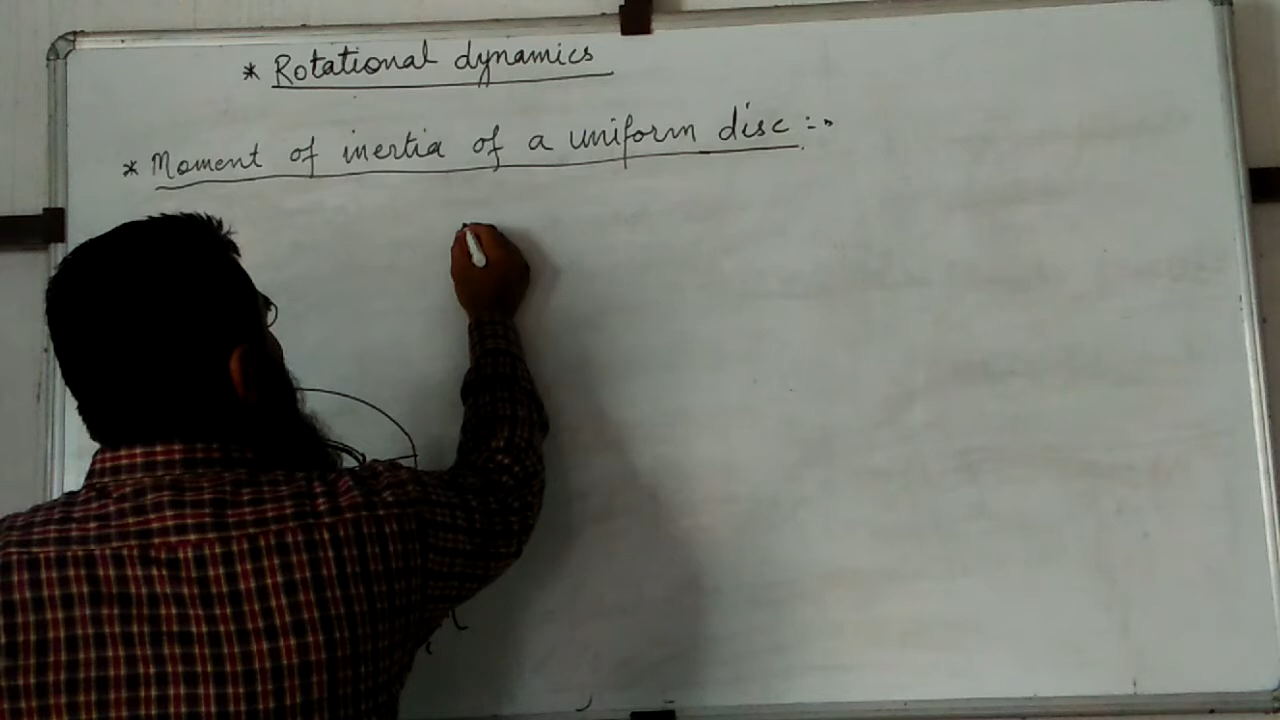 * Rotational dynamics
* Moment of inertia of a uniform disc :-